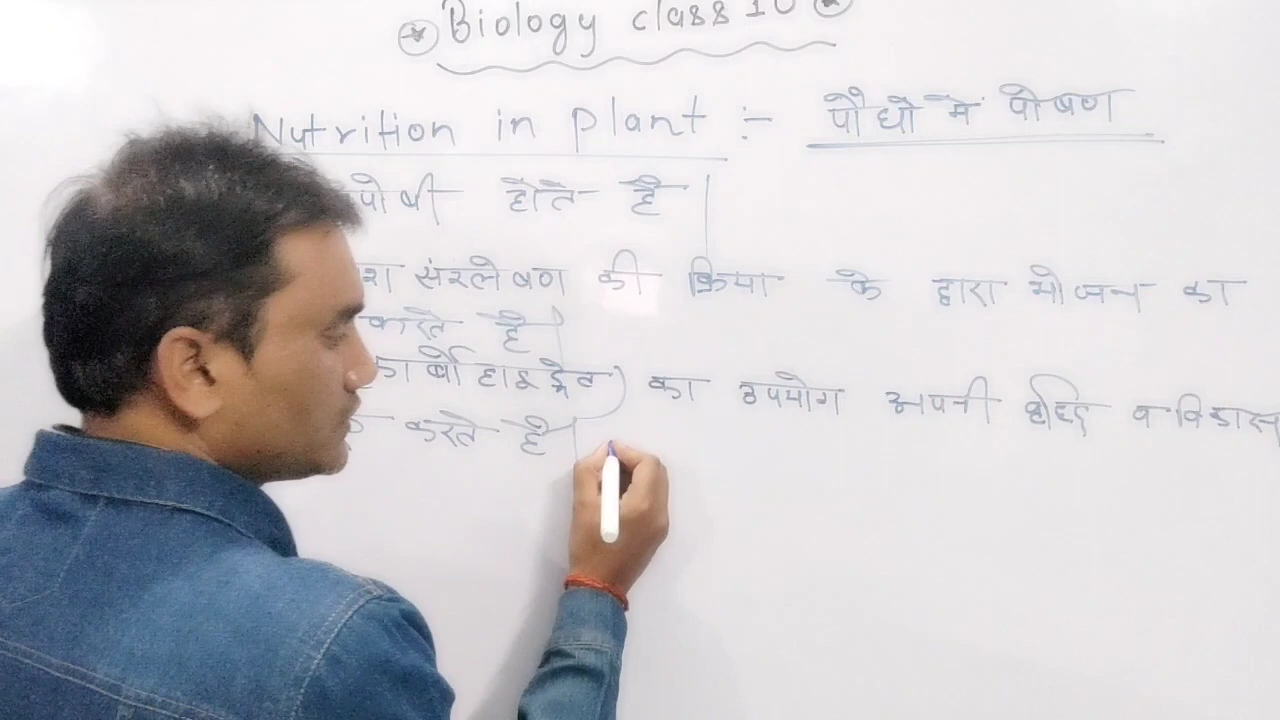 Biology class 10
Nutrition in plant :- पौधों में पोषण
पोषी होते है |
संश्लेषण की क्रिया के द्वारा भोजन का
करते है |
कार्बोहाइड्रेट) का उपयोग अपनी व विकास
करते है |